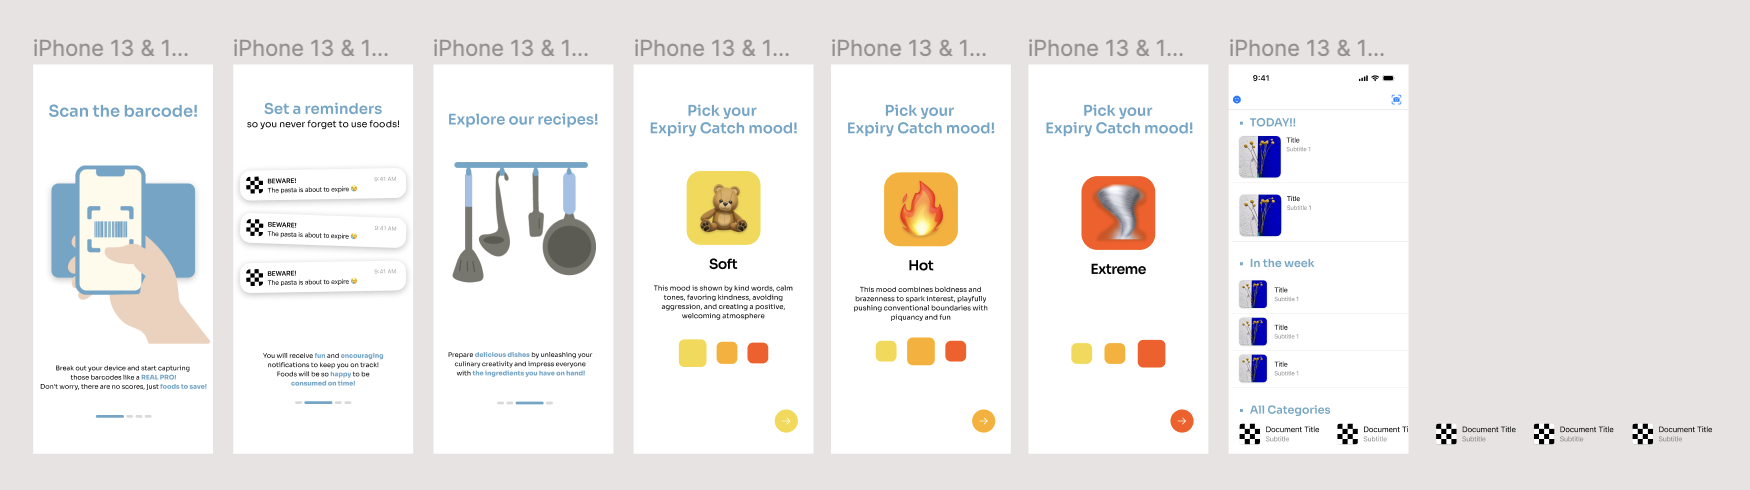 iPhone 13 & 1...
Scan the barcode!
Break out your device and start capturing
those barcodes like a REAL PRO!
Don't worry, there are no scores, just foods to save!
iPhone 13 & 1...
Set a reminders
so you never forget to use foods!
BEWARE!
9:41 AM
The pasta is about to expire 😢
BEWARE!
9:41 AM
The pasta is about to expire 😢
BEWARE!
9:41 AM
The pasta is about to expire 😢
You will receive fun and encouraging
notifications to keep you on track!
Foods will be so happy to be
consumed on time!
iPhone 13 & 1...
Explore our recipes!
Prepare delicious dishes by unleashing your
culinary creativity and impress everyone
with the ingredients you have on hand!
iPhone 13 & 1...
Pick your
Expiry Catch mood!
Soft
This mood is shown by kind words, calm
tones, favoring kindness, avoiding
aggression, and creating a positive,
welcoming atmosphere
iPhone 13 & 1...
Pick your
Expiry Catch mood!
Hot
This mood combines boldness and
brazenness to spark interest, playfully
pushing conventional boundaries with
piquancy and fun
iPhone 13 & 1...
Pick your
Expiry Catch mood!
Extreme
iPhone 13 & 1...
9:41
TODAY!!
Title
Subtitle 1
Title
Subtitle 1
In the week
Title
Subtitle 1
Title
Subtitle 1
Title
Subtitle 1
All Categories
Document Title
Subtitle
Document Ti
Subtitle
Document Title
Subtitle
Document Title
Subtitle
Document Title
Subtitle